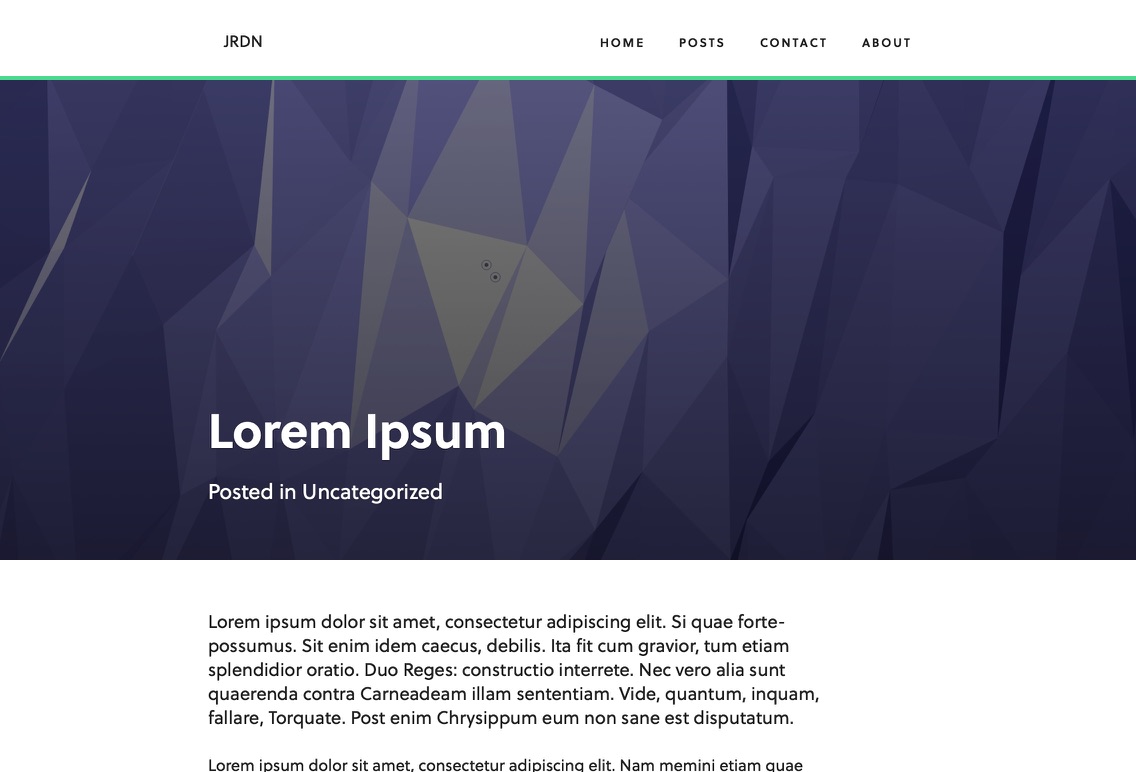 JRDN
HOME POSTS CONTACT ABOUT
Lorem Ipsum
Posted in Uncategorized
Lorem ipsum dolor sit amet, consectetur adipiscing elit. Si quae forte-
possumus. Sit enim idem caecus, debilis. Ita fit cum gravior, tum etiam
splendidior oratio. Duo Reges: constructio interrete. Nec vero alia sunt
quaerenda contra Carneadeam illam sententiam. Vide, quantum, inquam,
fallare, Torquate. Post enim Chrysippum eum non sane est disputatum.
Lorem ipsum dolor sit amet, consectetur adipiscing elit. Nam memini etiam quae